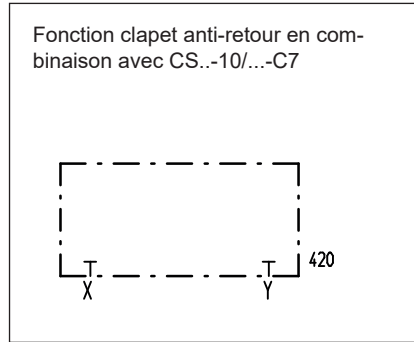 Fonction clapet anti-retour en com-
binaison avec CS..-10/...-C7
420
X Y